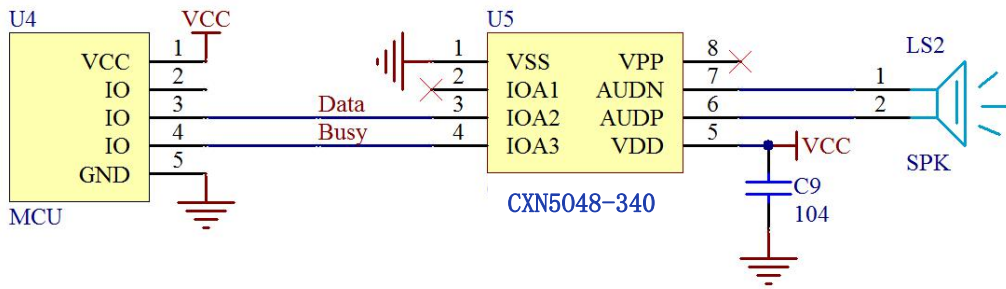 U4
VCC
VCC 1
IO 2
IO 3
IO 4
GND 5
MCU
Data
Busy
U5
1 VSS
2 IOA1
3 IOA2
4 IOA3
VPP 8
AUDN 7
AUDP 6
VDD 5
CXN5048-340
VCC
C9
104
LS2
1
2
SPK